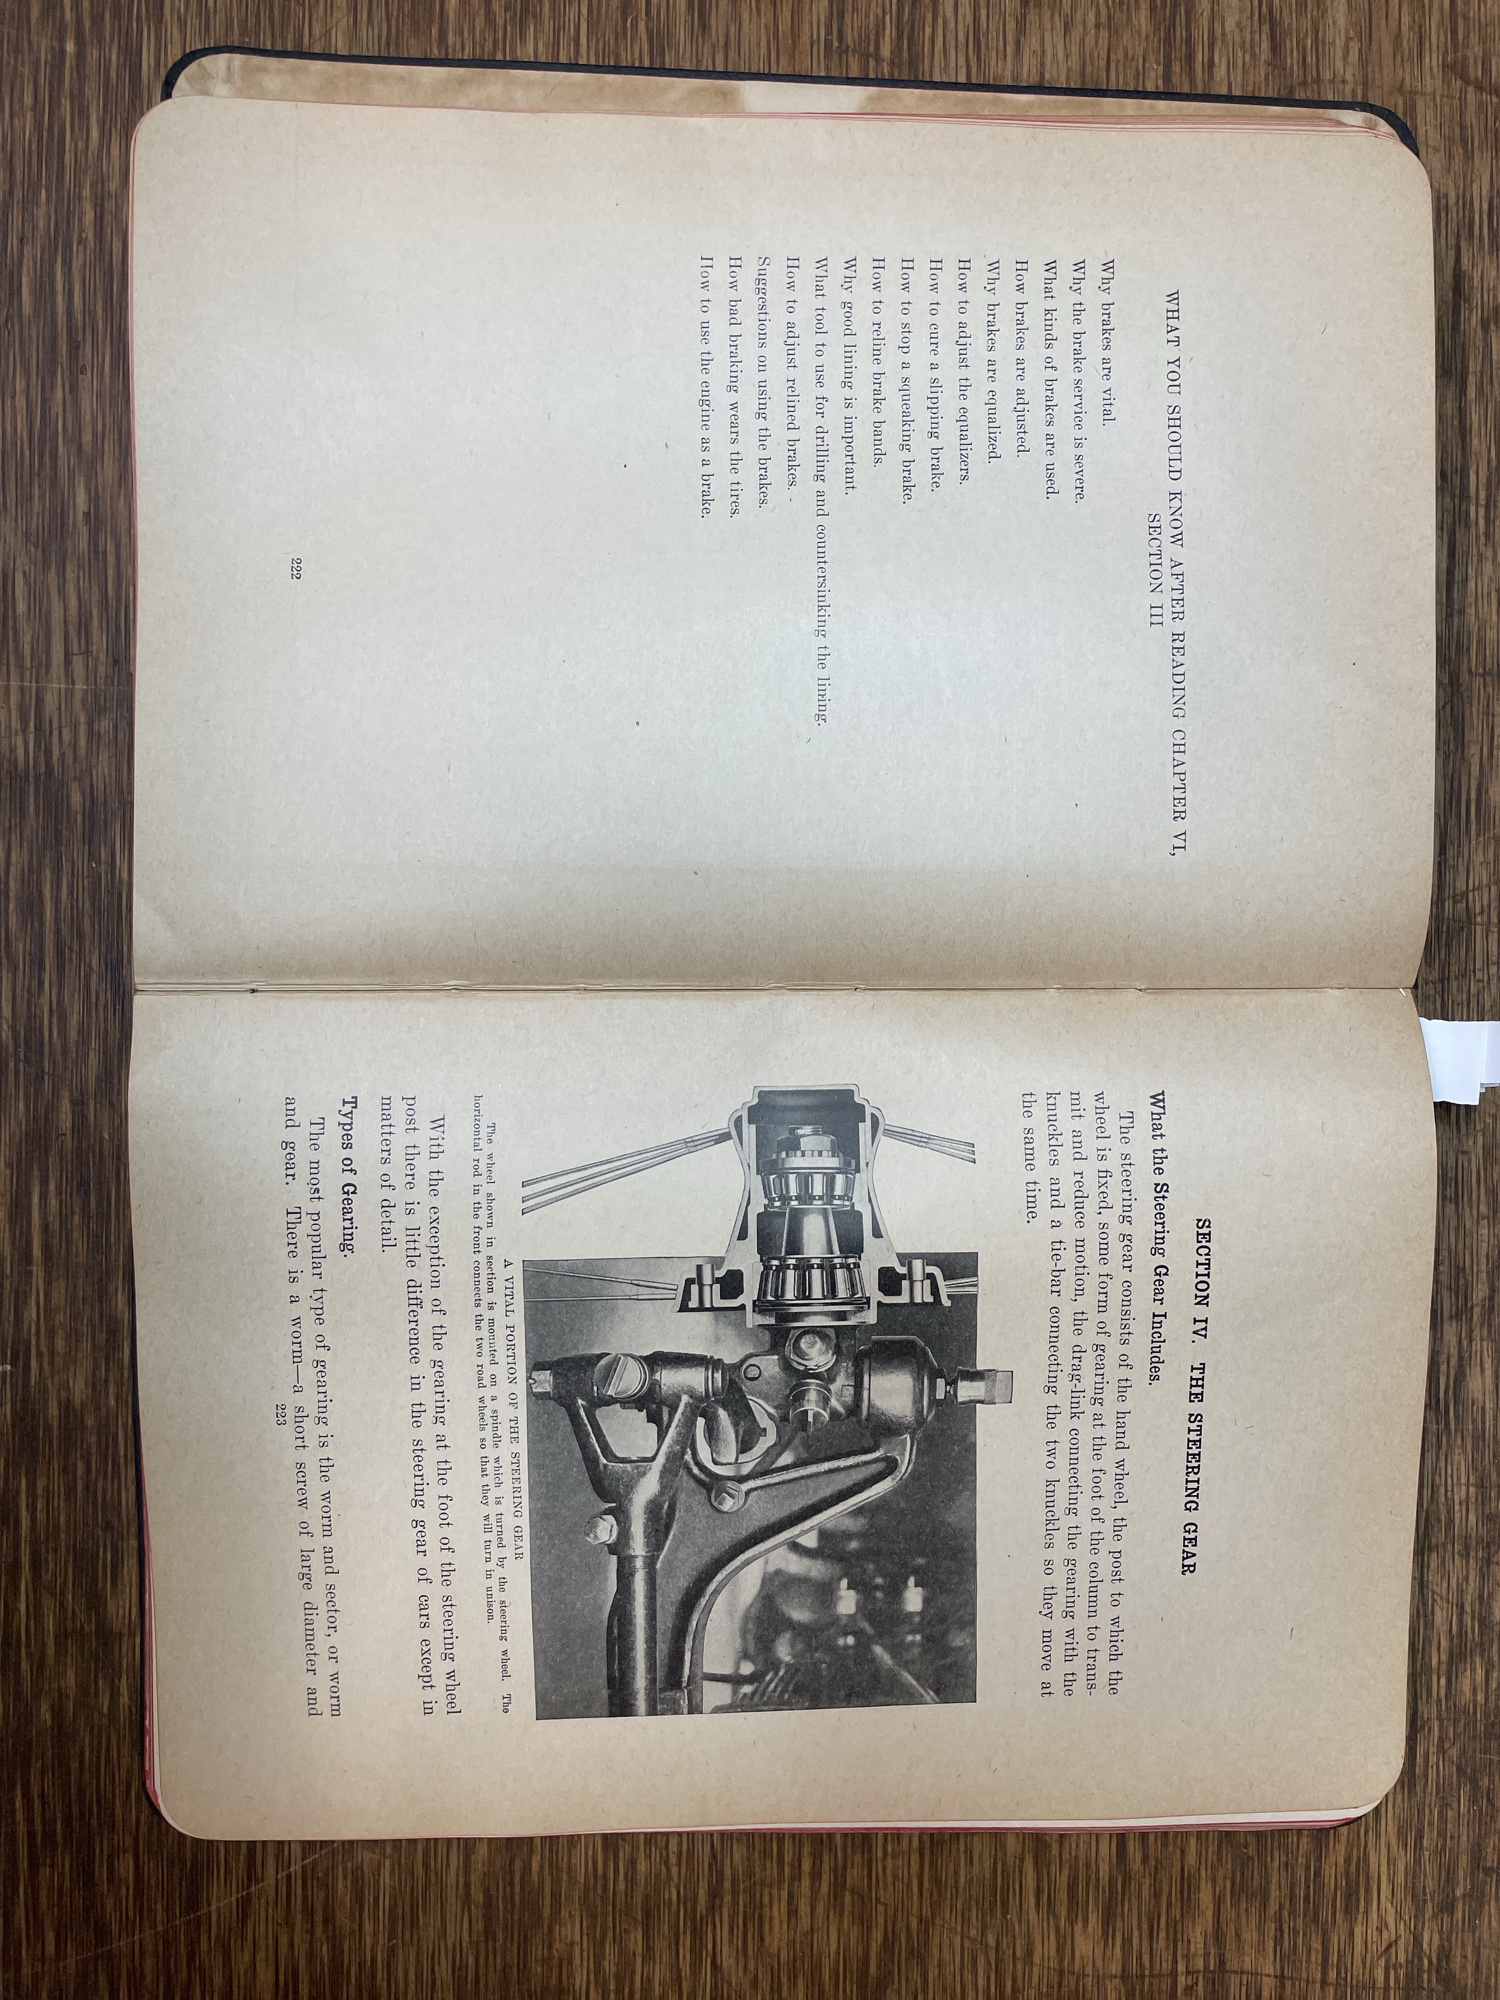 WHAT YOU SHOULD KNOW AFTER READING CHAPTER VI,
SECTION III
Why brakes are vital.
Why the brake service is severe.
What kinds of brakes are used.
How brakes are adjusted.
Why brakes are equalized.
How to adjust the equalizers.
How to cure a slipping brake.
How to stop a squeaking brake.
How to reline brake bands.
Why good lining is important.
What tool to use for drilling and countersinking the lining.
How to adjust relined brakes.
Suggestions on using the brakes.
How bad braking wears the tires.
How to use the engine as a brake.
222
SECTION IV. THE STEERING GEAR
What the Steering Gear Includes.
The steering gear consists of the hand wheel, the post to which the
wheel is fixed, some form of gearing at the foot of the column to trans-
mit and reduce motion, the drag-link connecting the gearing with the
knuckles and a tie-bar connecting the two knuckles so they move at
the same time.
A VITAL PORTION OF THE STEERING GEAR
The wheel shown in section is mounted on a spindle which is turned by the steering wheel. The
horizontal rod in the front connects the two road wheels so that they will turn in unison.
With the exception of the gearing at the foot of the steering wheel
post there is little difference in the steering gear of cars except in
matters of detail.
Types of Gearing.
The most popular type of gearing is the worm and sector, or worm
and gear. There is a worm—a short screw of large diameter and
223